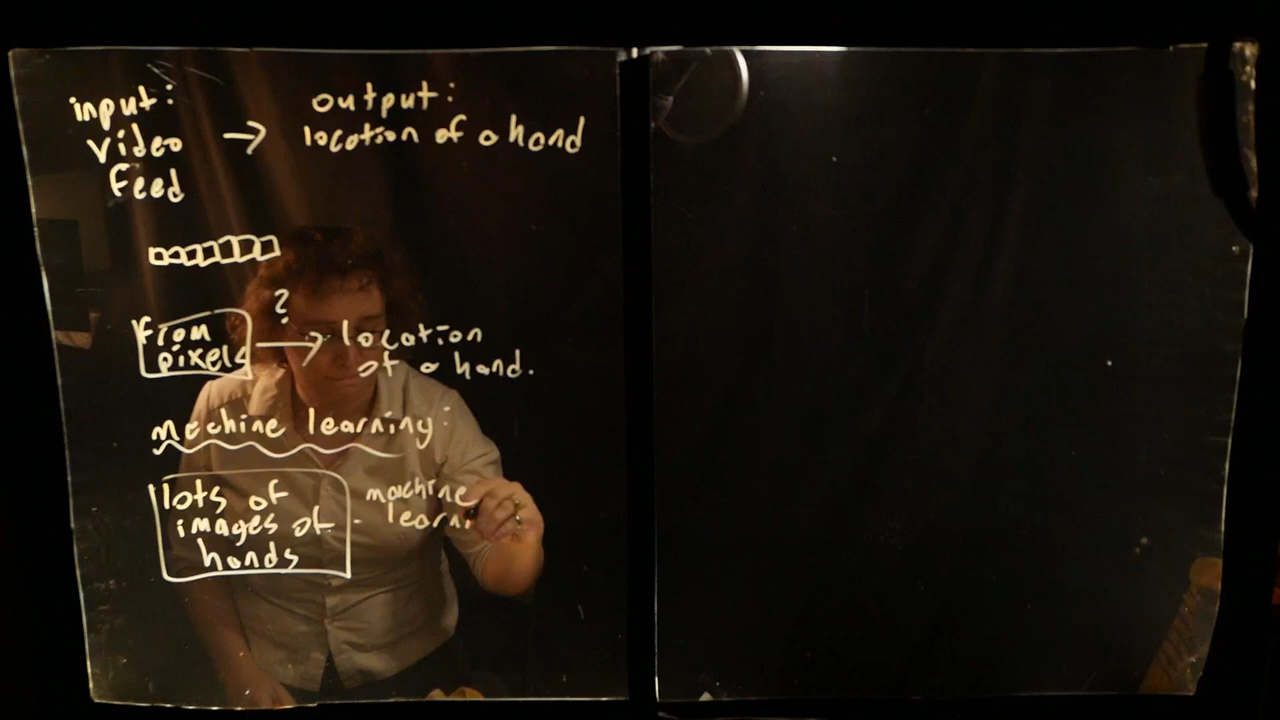 input: output:
video → location of a hand
feed
?
from → location
pixels of a hand.
machine learning:
lots of machine
images of learni
hands